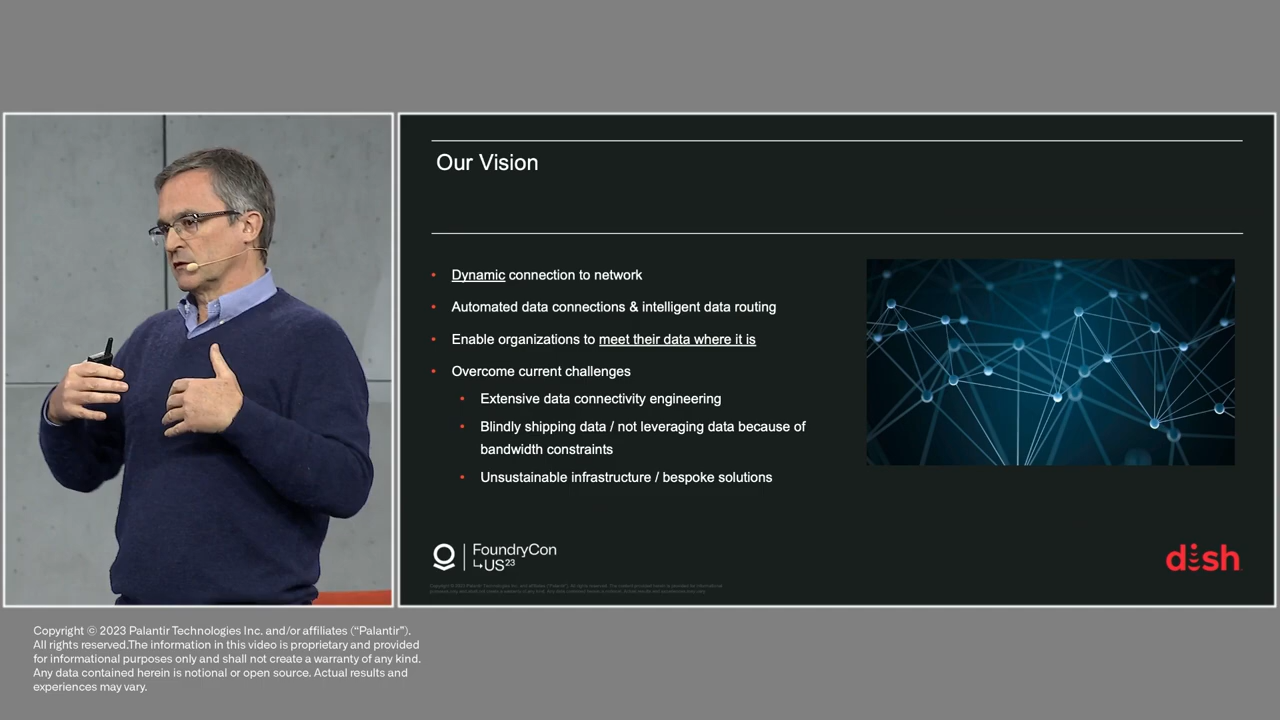 Our Vision
• Dynamic connection to network
• Automated data connections & intelligent data routing
• Enable organizations to meet their data where it is
• Overcome current challenges
• Extensive data connectivity engineering
• Blindly shipping data / not leveraging data because of
bandwidth constraints
• Unsustainable infrastructure / bespoke solutions
FoundryCon
↳US23
dish
Copyright © 2023 Palantir Technologies Inc. and/or affiliates (“Palantir”).
All rights reserved.The information in this video is proprietary and provided
for informational purposes only and shall not create a warranty of any kind.
Any data contained herein is notional or open source. Actual results and
experiences may vary.